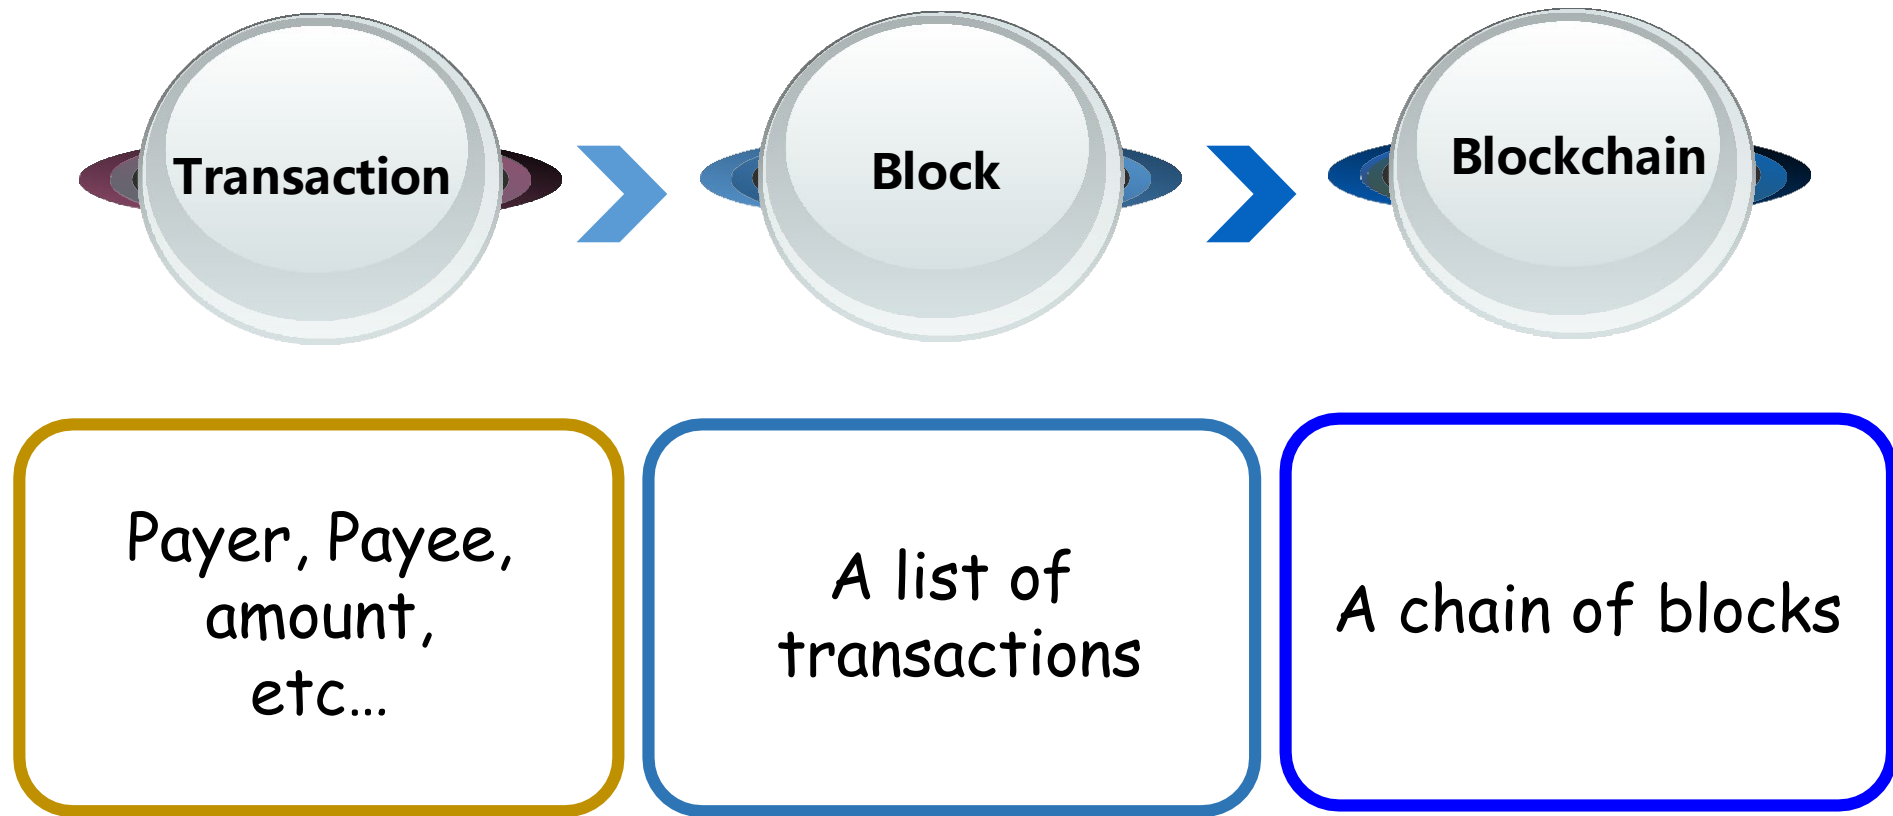 Transaction
Block
Blockchain
Payer, Payee,
amount,
etc...
A list of
transactions
A chain of blocks